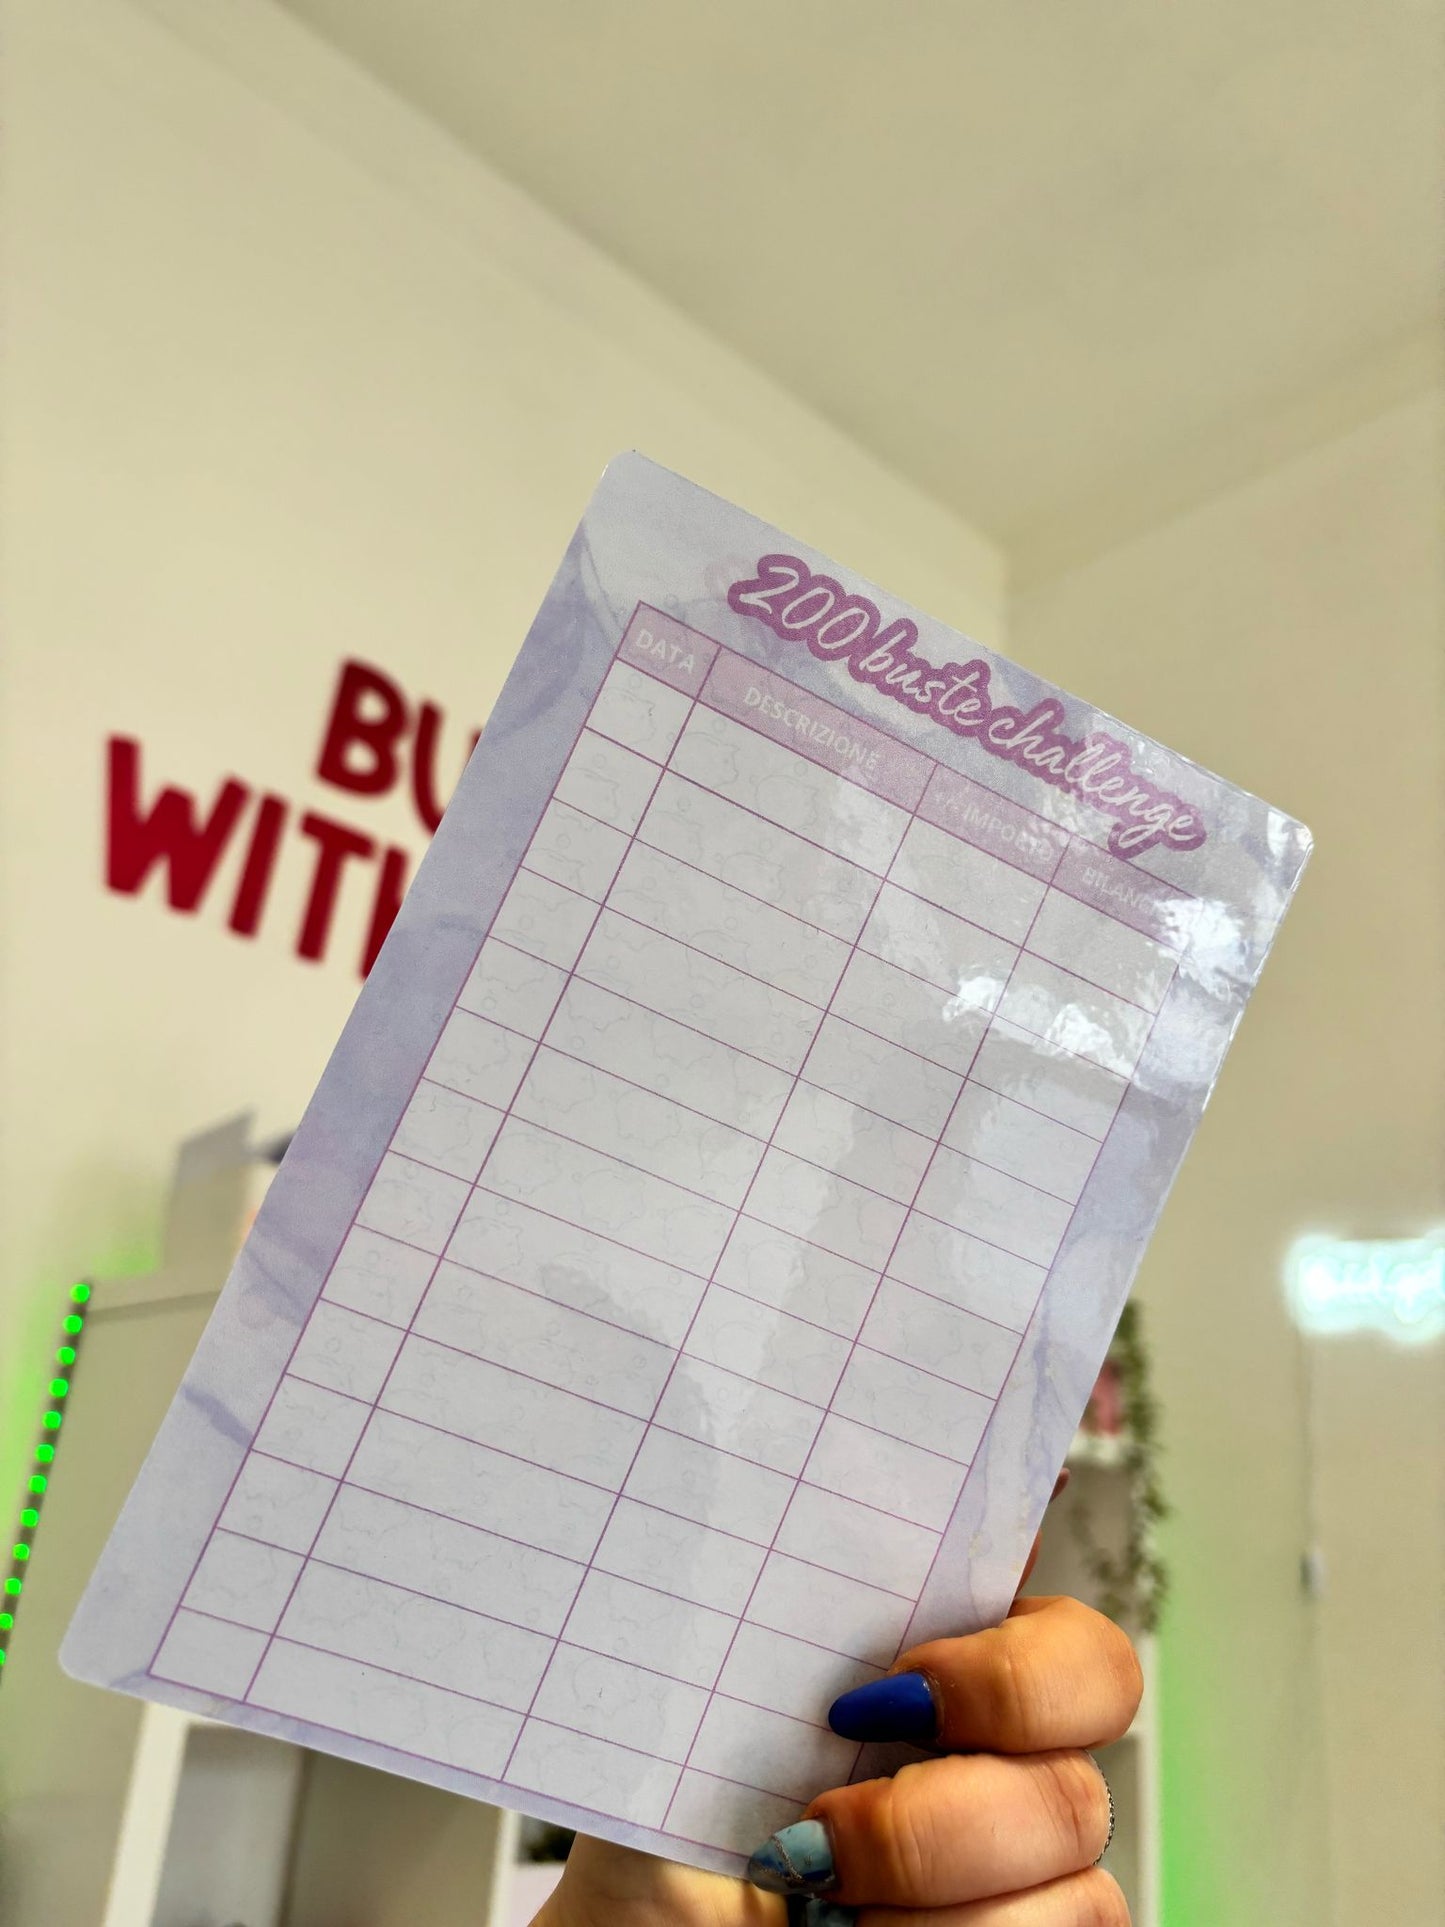 200 buste challenge
DATA DESCRIZIONE +/- IMPORTO
BU
WITH